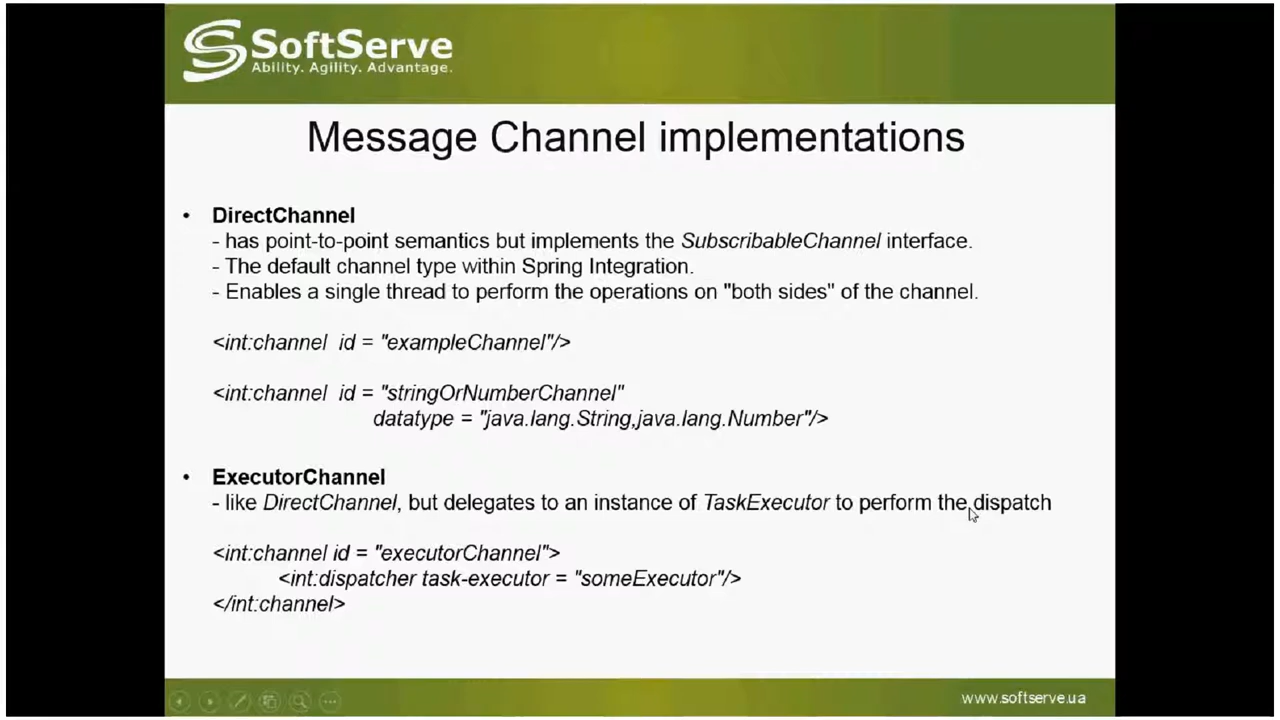 SoftServe
Ability. Agility. Advantage.
Message Channel implementations
• DirectChannel
- has point-to-point semantics but implements the SubscribableChannel interface.
- The default channel type within Spring Integration.
- Enables a single thread to perform the operations on "both sides" of the channel.
<int:channel id = "exampleChannel"/>
<int:channel id = "stringOrNumberChannel"
datatype = "java.lang.String,java.lang.Number"/>
• ExecutorChannel
- like DirectChannel, but delegates to an instance of TaskExecutor to perform the dispatch
<int:channel id = "executorChannel">
<int:dispatcher task-executor = "someExecutor"/>
</int:channel>
www.softserve.ua